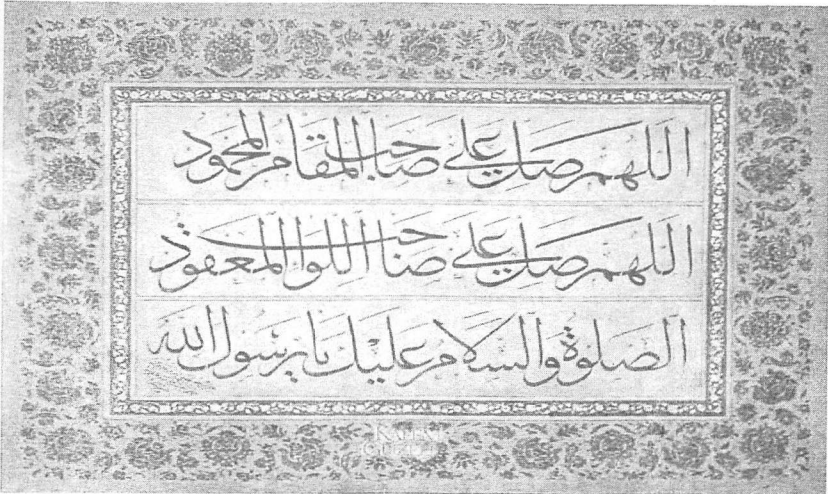 اللهم صل على صاحب المقام المحمود
اللهم صل على صاحب اللوا المعقود
الصلوة والسلام عليك يا رسول الله